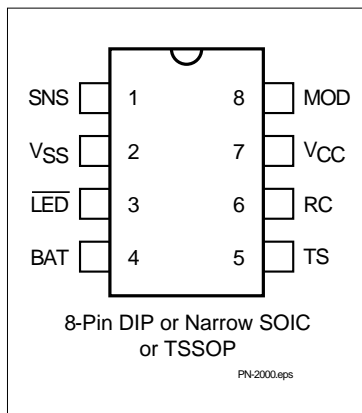 SNS 1 8 MOD
VSS 2 7 VCC
LED 3 6 RC
BAT 4 5 TS
8-Pin DIP or Narrow SOIC
or TSSOP
PN-2000.eps